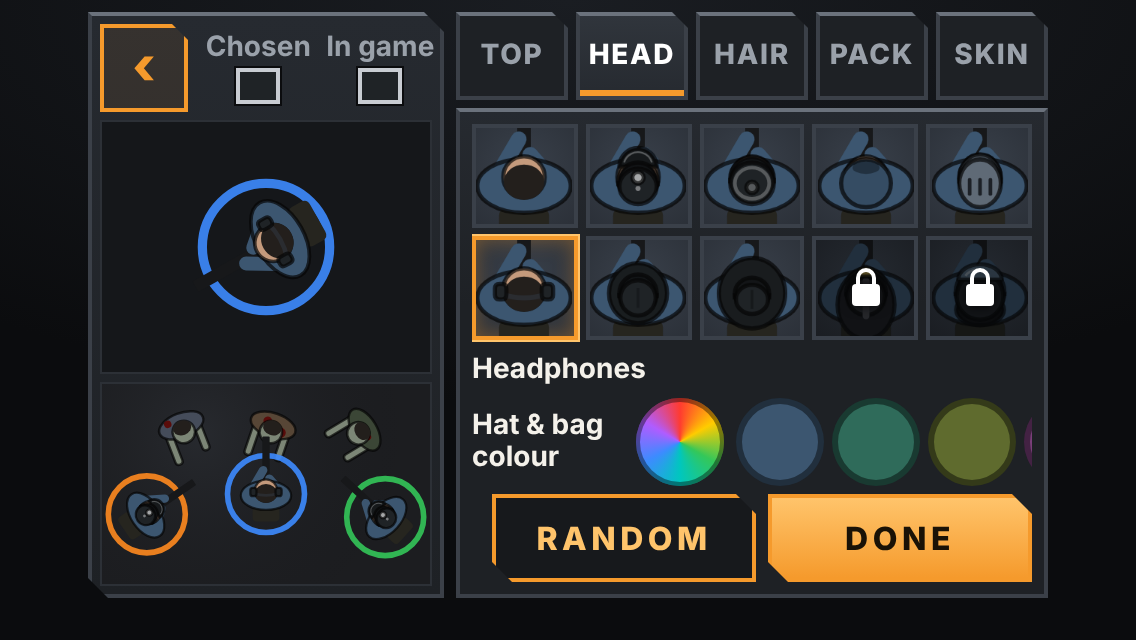 Chosen In game
TOP
HEAD
HAIR
PACK
SKIN
Headphones
Hat & bag
colour
RANDOM
DONE